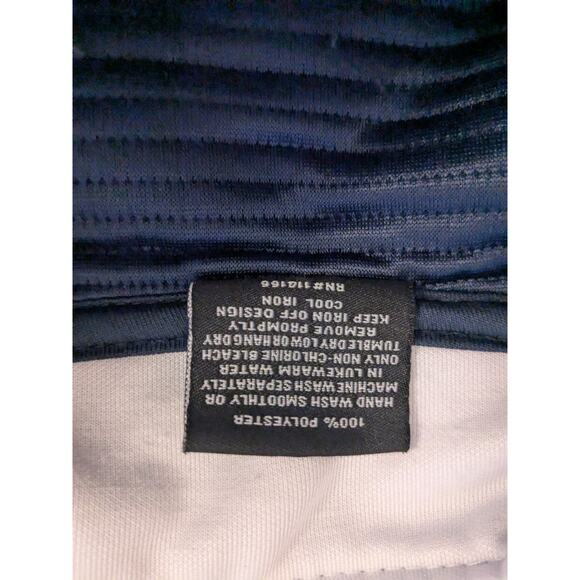 100% POLYESTER
HAND WASH SMOOTHLY OR
MACHINE WASH SEPARATELY
IN LUKEWARM WATER
ONLY NON-CHLORINE BLEACH
TUMBLE DRY LOW OR HANG DRY
REMOVE PROMPTLY
KEEP IRON OFF DESIGN
COOL IRON
RN#114166